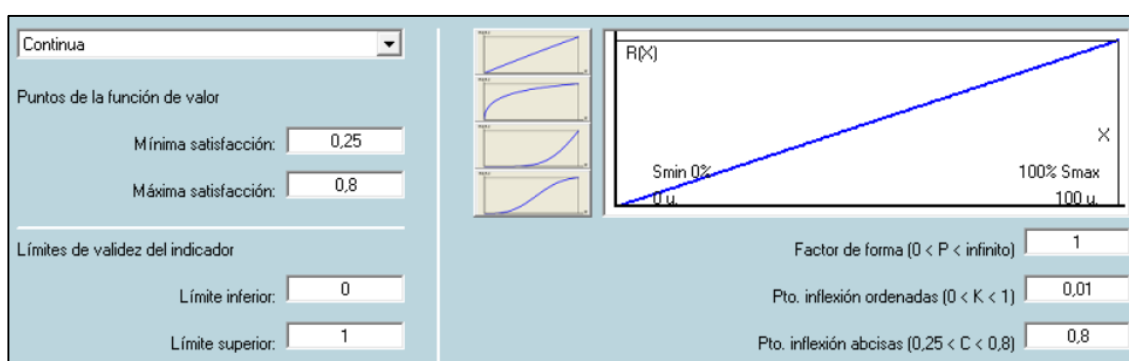 Continua
Puntos de la función de valor
Mínima satisfacción: 0,25
Máxima satisfacción: 0,8
Límites de validez del indicador
Límite inferior: 0
Límite superior: 1
R(X)
X
Smin 0%
100% Smax
0 u.
100 u.
Factor de forma (0 < P < infinito) 1
Pto. inflexión ordenadas (0 < K < 1) 0,01
Pto. inflexión abcisas (0,25 < C < 0,8) 0,8